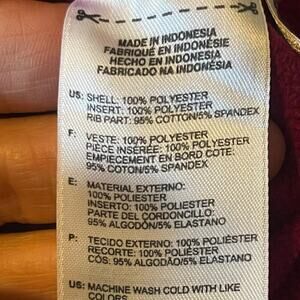 MADE IN INDONESIA
FABRIQUÉ EN INDONÉSIE
HECHO EN INDONESIA
FABRICADO NA INDONÉSIA
US: SHELL: 100% POLYESTER
INSERT: 100% POLYESTER
RIB PART: 95% COTTON/5% SPANDEX
F: VESTE: 100% POLYESTER
PIÈCE INSÉRÉE: 100% POLYESTER
EMPIECEMENT EN BORD COTE:
95% COTON/5% SPANDEX
E: MATERIAL EXTERNO:
100% POLIESTER
INSERTO: 100% POLIESTER
PARTE DEL CORDONCILLO:
95% ALGODÓN/5% ELASTANO
P: TECIDO EXTERNO: 100% POLIÉSTER
RECORTE: 100% POLIÉSTER
CÓS: 95% ALGODÃO/5% ELASTANO
US: MACHINE WASH COLD WITH LIKE
COLORS